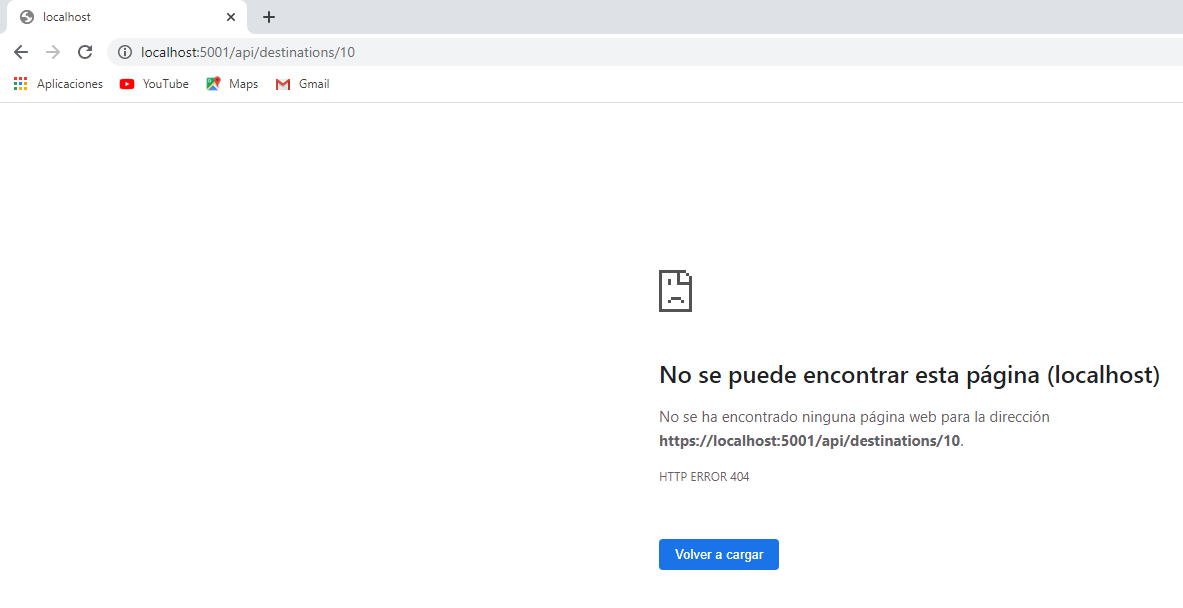 localhost
localhost:5001/api/destinations/10
Aplicaciones YouTube Maps Gmail
No se puede encontrar esta página (localhost)
No se ha encontrado ninguna página web para la dirección
https://localhost:5001/api/destinations/10.
HTTP ERROR 404
Volver a cargar